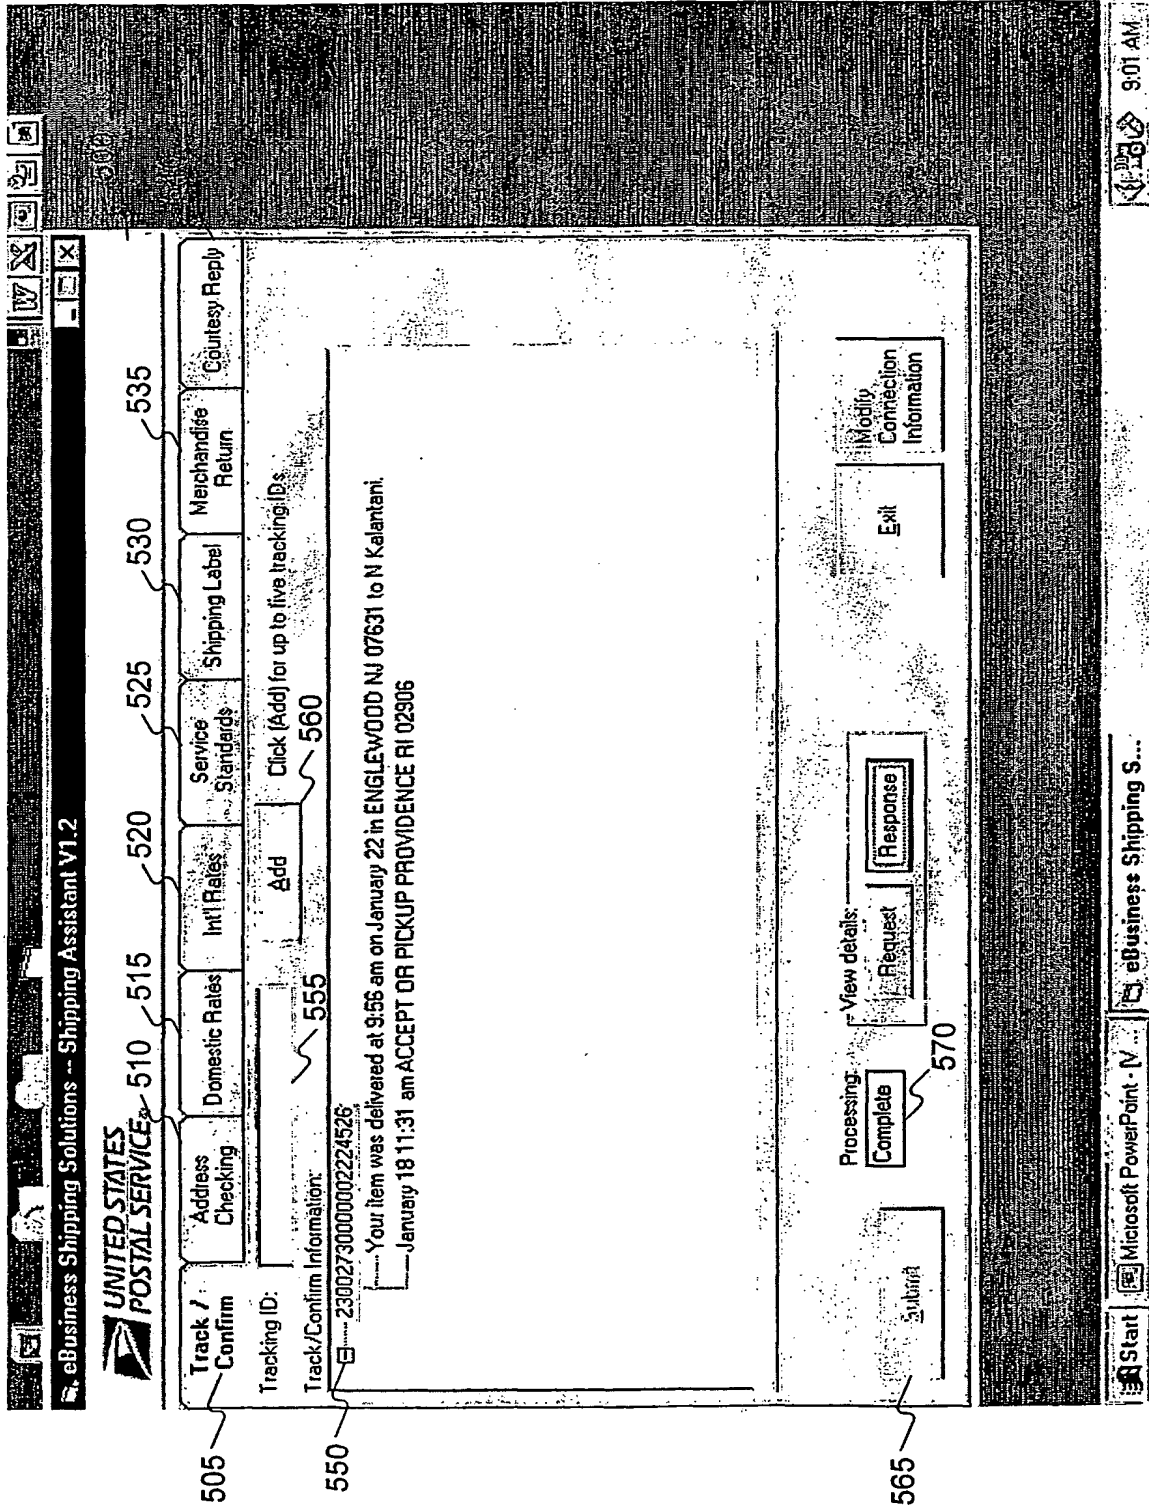 eBusiness Shipping Solutions -- Shipping Assistant V1.2
UNITED STATES
POSTAL SERVICE
510
515
520
525
530
535
505
Track /
Confirm
Address
Checking
Domestic Rates
Int'l Rates
Service
Standards
Shipping Label
Merchandise
Return
Courtesy Reply
Tracking ID:
Add
Click (Add) for up to five tracking IDs.
555
560
Track/Confirm Information:
550
Your item was delivered at 9:56 am on January 22 in ENGLEWOOD NJ 07631 to N Kalantani.
January 18 11:31 am ACCEPT OR PICKUP PROVIDENCE RI 02906
Processing:
Complete
570
View details:
Request
Response
Exit
Modify
Connection
Information
Submit
565
Start
Microsoft PowerPoint - [V ...
eBusiness Shipping S...
9:01 AM